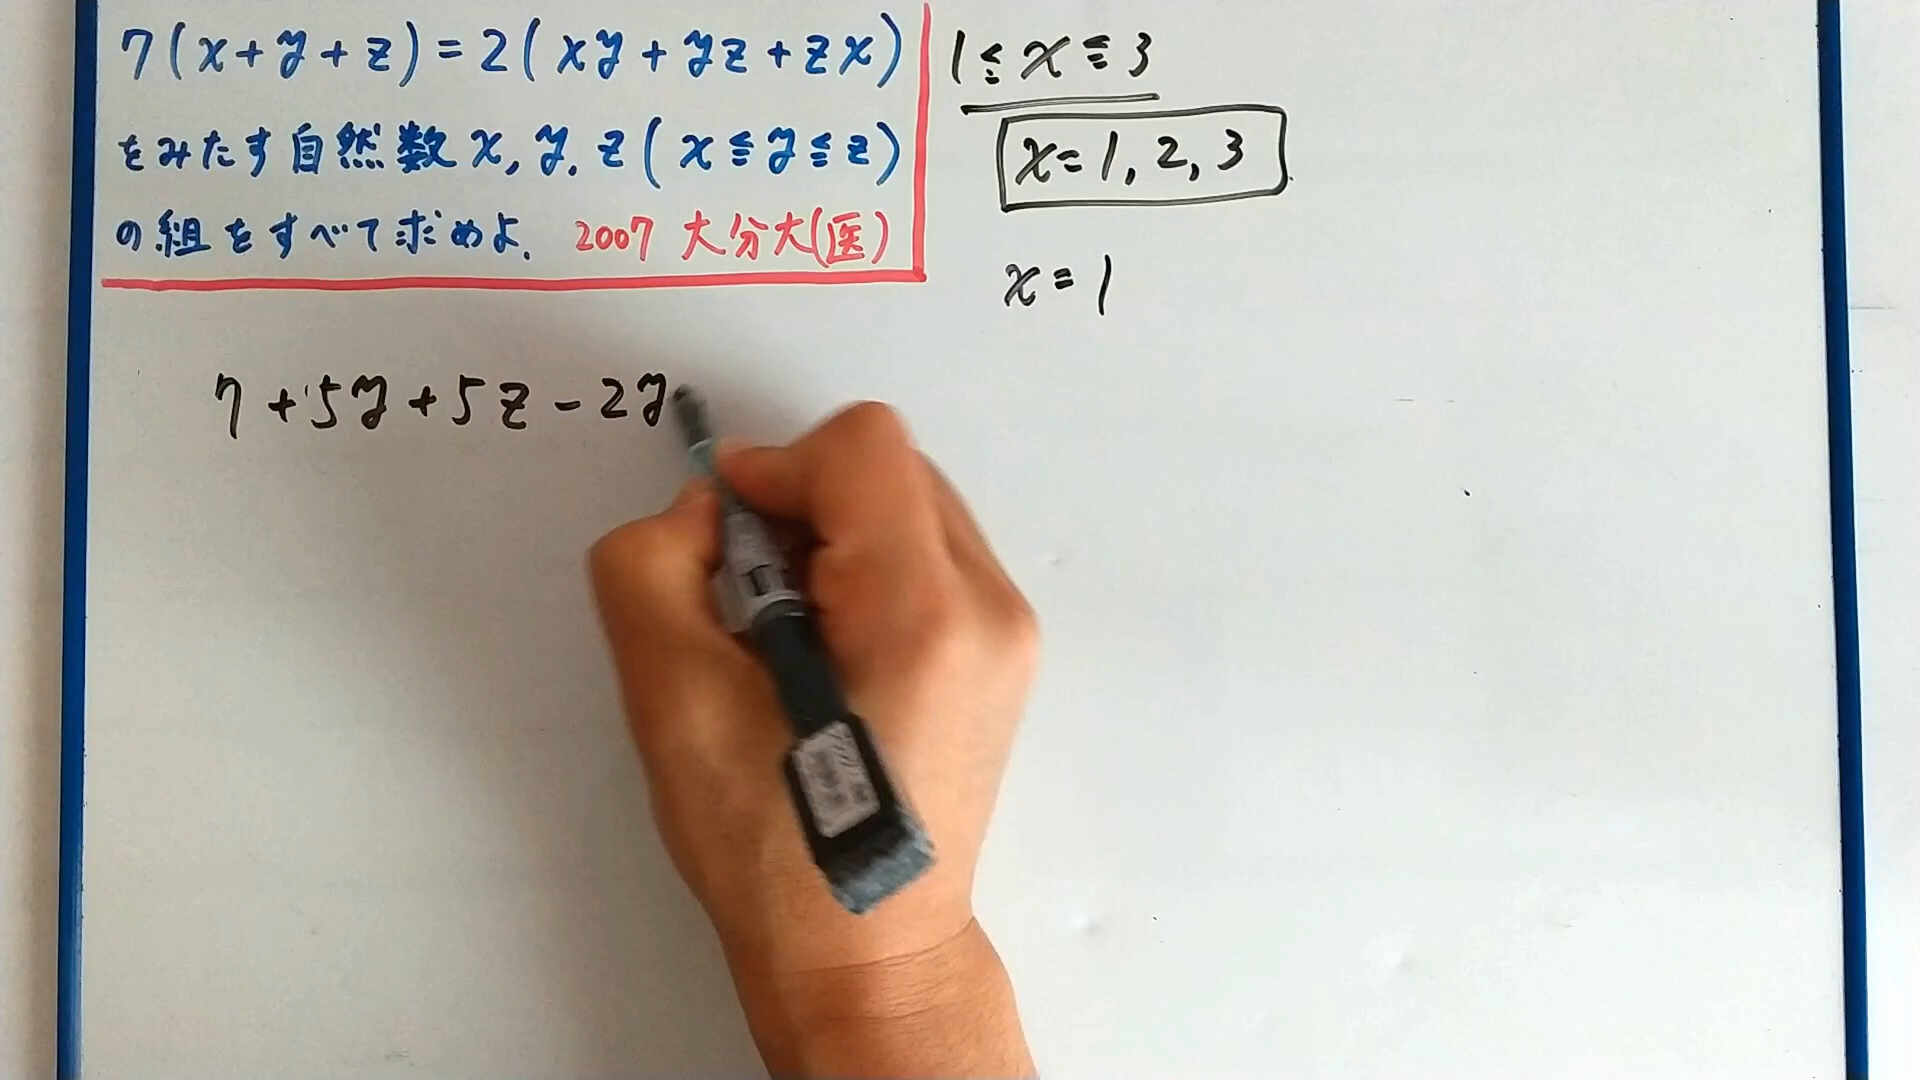 7(x+y+z)=2(xy+yz+zx)
をみたす自然数x,y,z(x≦y≦z)
の組をすべて求めよ. 2007 大分大(医)
1≦x≦3
x=1,2,3
x=1
7+5y+5z-2y